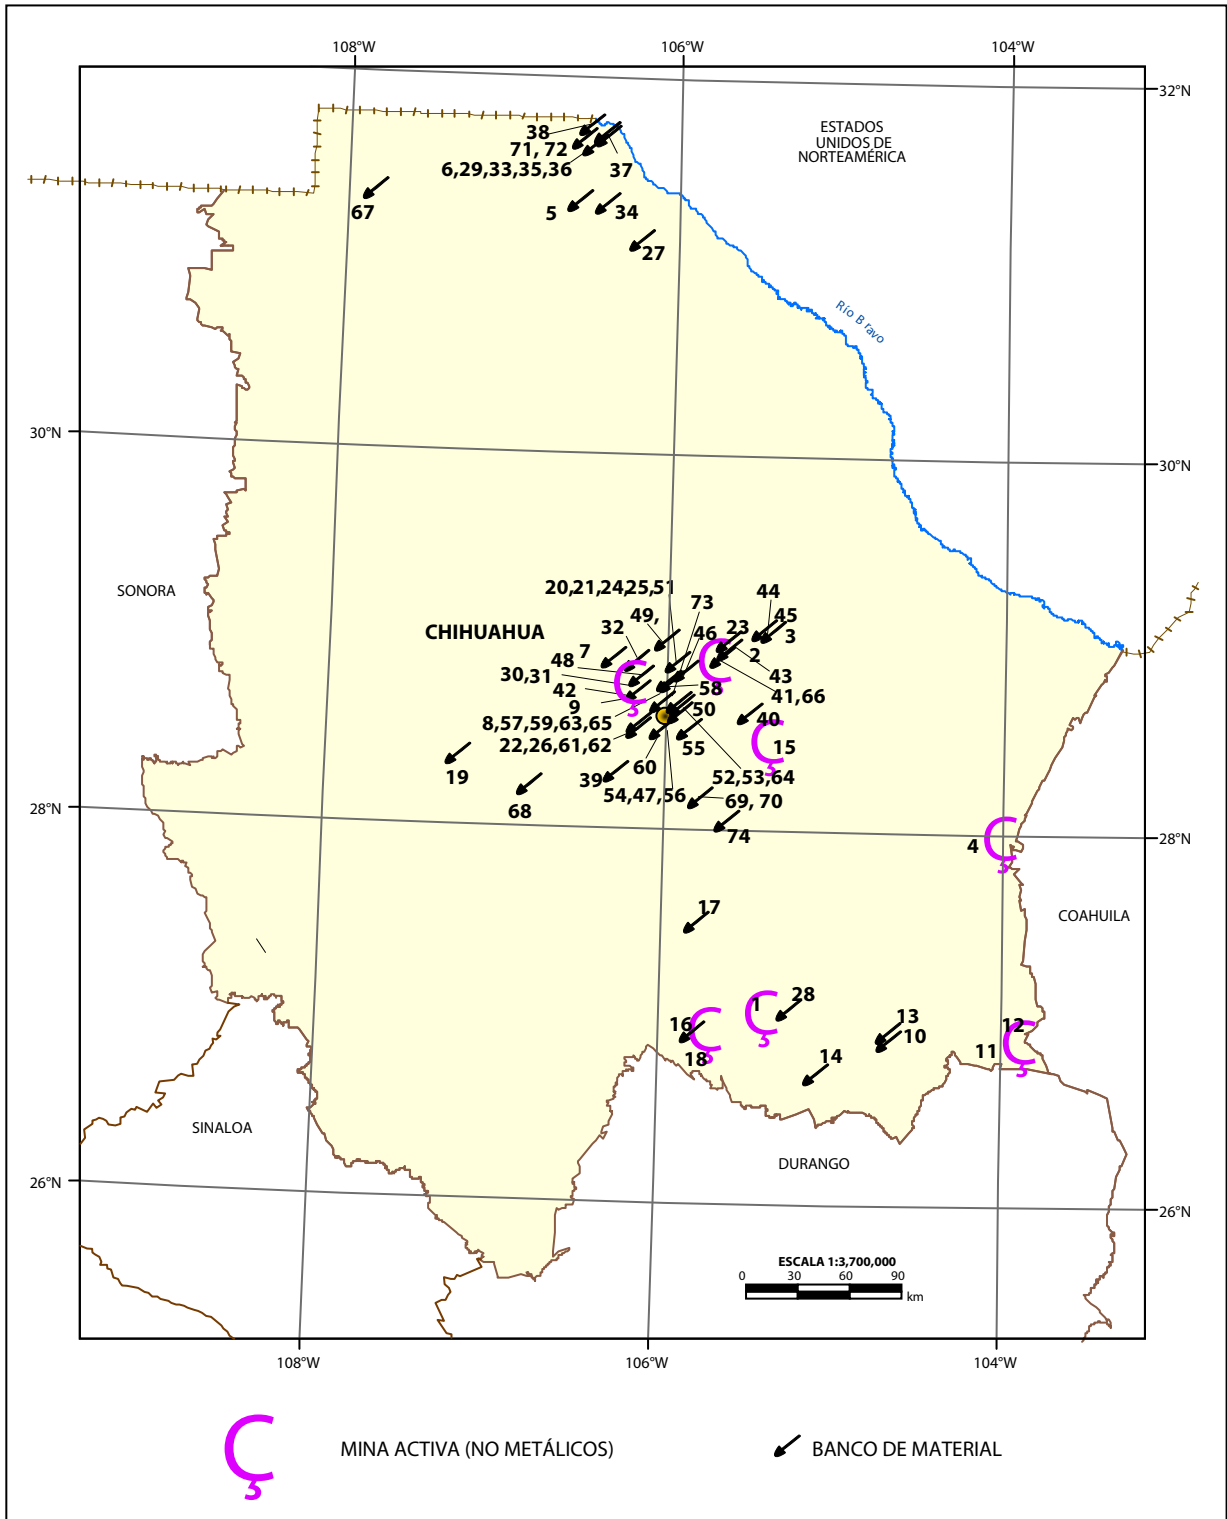 108°W 106°W 104°W
32°N
ESTADOS
UNIDOS DE
NORTEAMÉRICA
38
71, 72
6,29,33,35,36
37
67
5
34
27
Río B ravo
30°N
30°N
SONORA
CHIHUAHUA
20,21,24,25,51
73
44
49,
45
32
46
23
3
7
2
48
43
30,31
58
41,66
42
9
50
40
8,57,59,63,65
22,26,61,62
55
15
60
19
39
52,53,64
54,47,56
69, 70
68
74
28°N
28°N
4
17
COAHUILA
28
1
16
13
12
10
18
14
11
SINALOA
DURANGO
26°N
26°N
ESCALA 1:3,700,000
0 30 60 90
km
108°W 106°W 104°W
Ç MINA ACTIVA (NO METÁLICOS)
BANCO DE MATERIAL